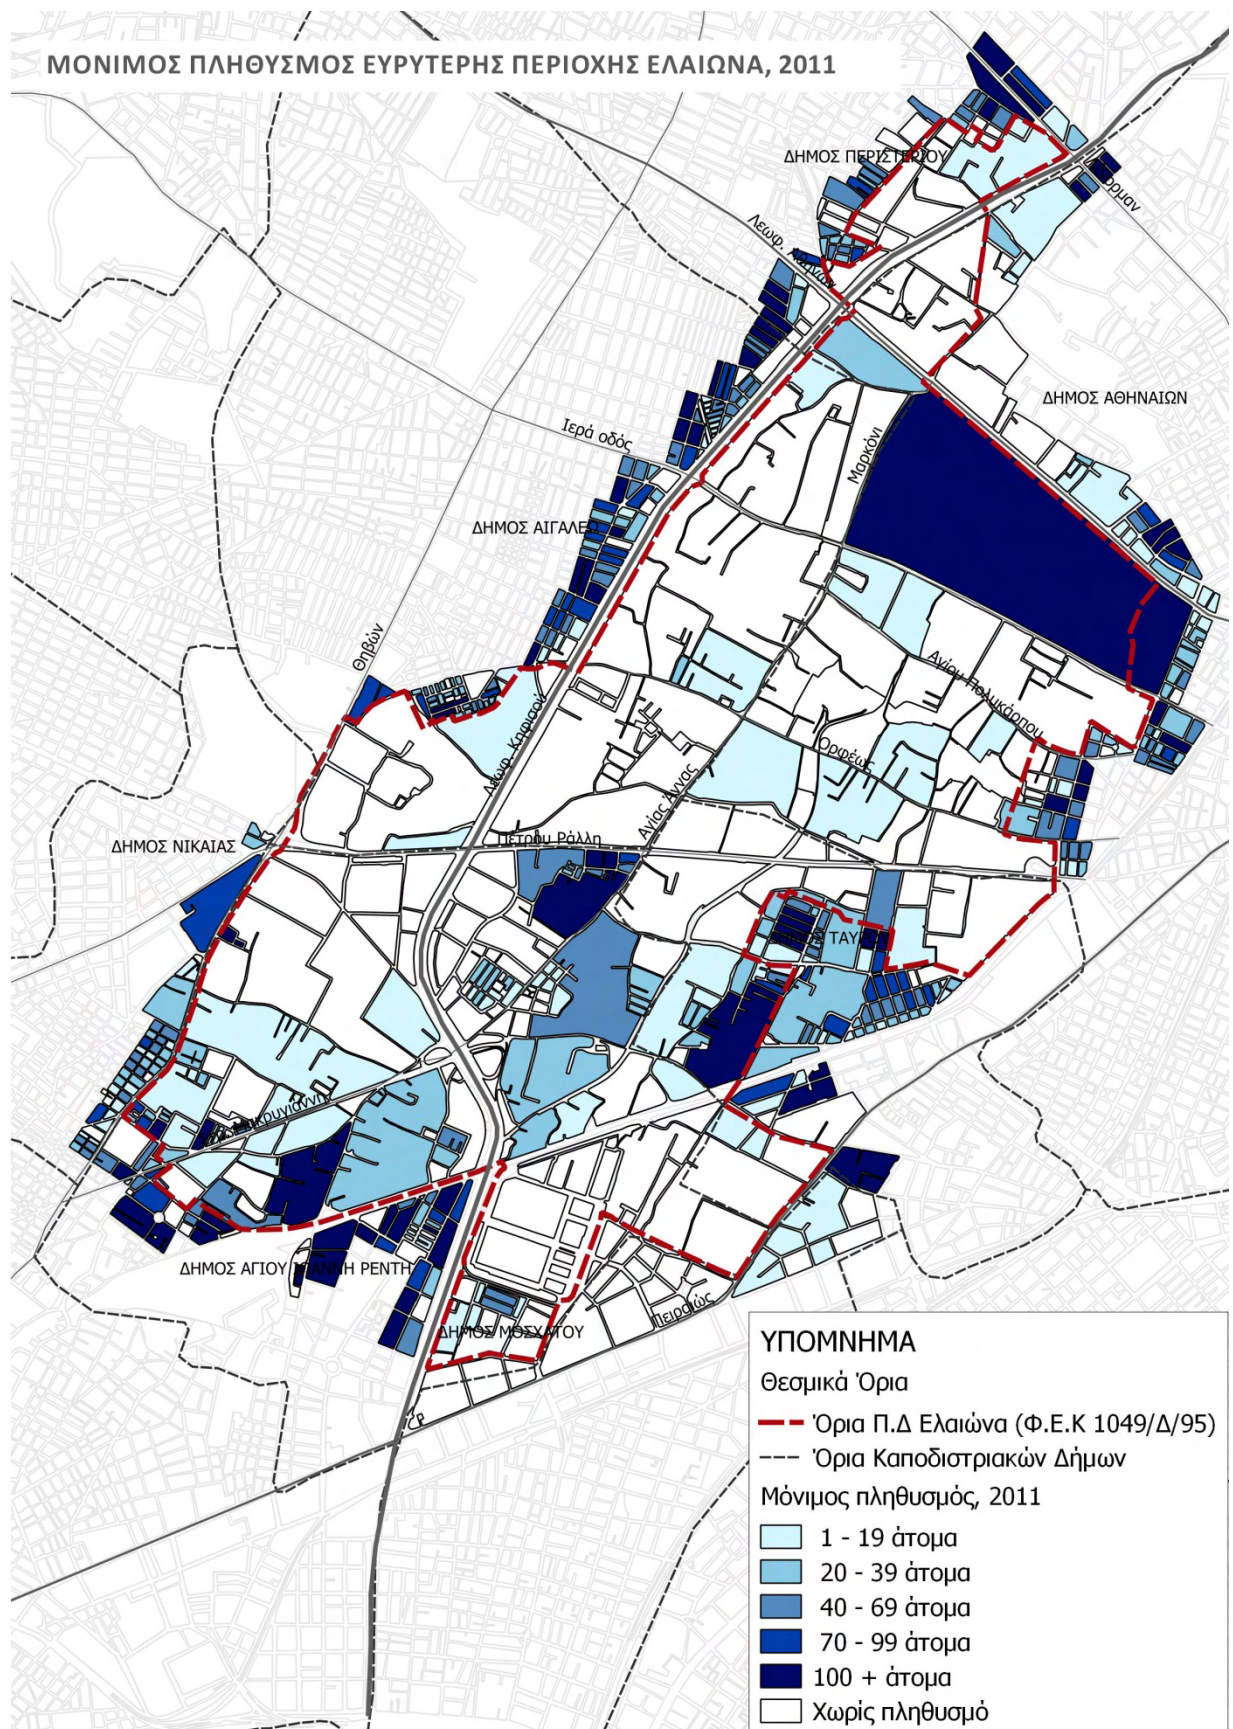 ΜΟΝΙΜΟΣ ΠΛΗΘΥΣΜΟΣ ΕΥΡΥΤΕΡΗΣ ΠΕΡΙΟΧΗΣ ΕΛΑΙΩΝΑ, 2011
ΔΗΜΟΣ ΠΕΡΙΣΤΕΡΙΟΥ
Λεωφ. Αθηνών
ΔΗΜΟΣ ΑΘΗΝΑΙΩΝ
Ιερά οδός
Μαρκόνι
ΔΗΜΟΣ ΑΙΓΑΛΕΩ
Θηβών
Αγίου Πολυκάρπου
Λεωφ. Κηφισού
Ορφέως
Αγίας Άννας
Πέτρου Ράλλη
ΔΗΜΟΣ ΝΙΚΑΙΑΣ
ΔΗΜΟΣ ΑΓΙΟΥ ΙΩΑΝΝΗ ΡΕΝΤΗ
Πειραιώς
ΔΗΜΟΣ ΜΟΣΧΑΤΟΥ
ΥΠΟΜΝΗΜΑ
Θεσμικά Όρια
Όρια Π.Δ Ελαιώνα (Φ.Ε.Κ 1049/Δ/95)
Όρια Καποδιστριακών Δήμων
Μόνιμος πληθυσμός, 2011
1 - 19 άτομα
20 - 39 άτομα
40 - 69 άτομα
70 - 99 άτομα
100 + άτομα
Χωρίς πληθυσμό